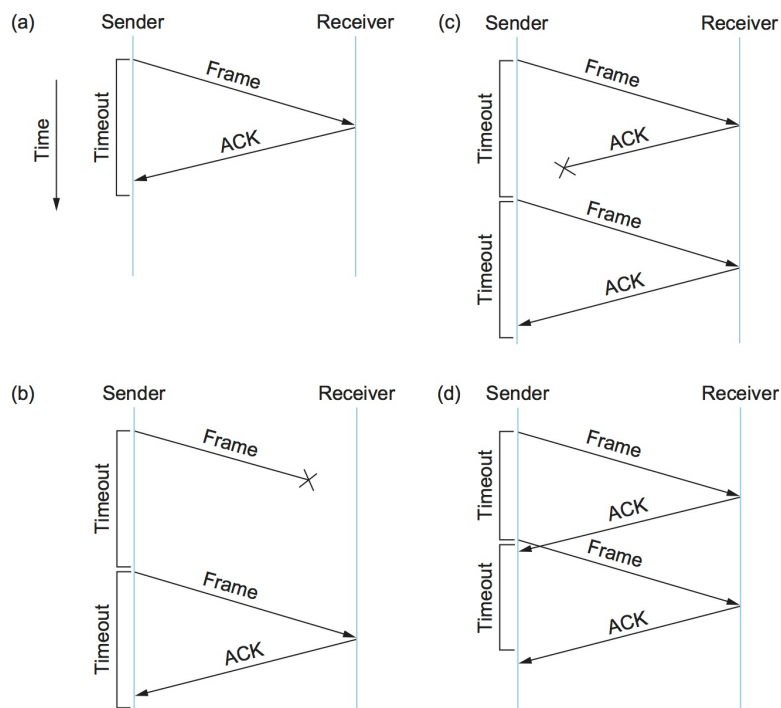 (a)
Sender
Receiver
Time
Timeout
Frame
ACK
(c)
Sender
Receiver
Timeout
Frame
ACK
Timeout
Frame
ACK
(b)
Sender
Receiver
Timeout
Frame
Timeout
Frame
ACK
(d)
Sender
Receiver
Timeout
Frame
ACK
Timeout
Frame
ACK